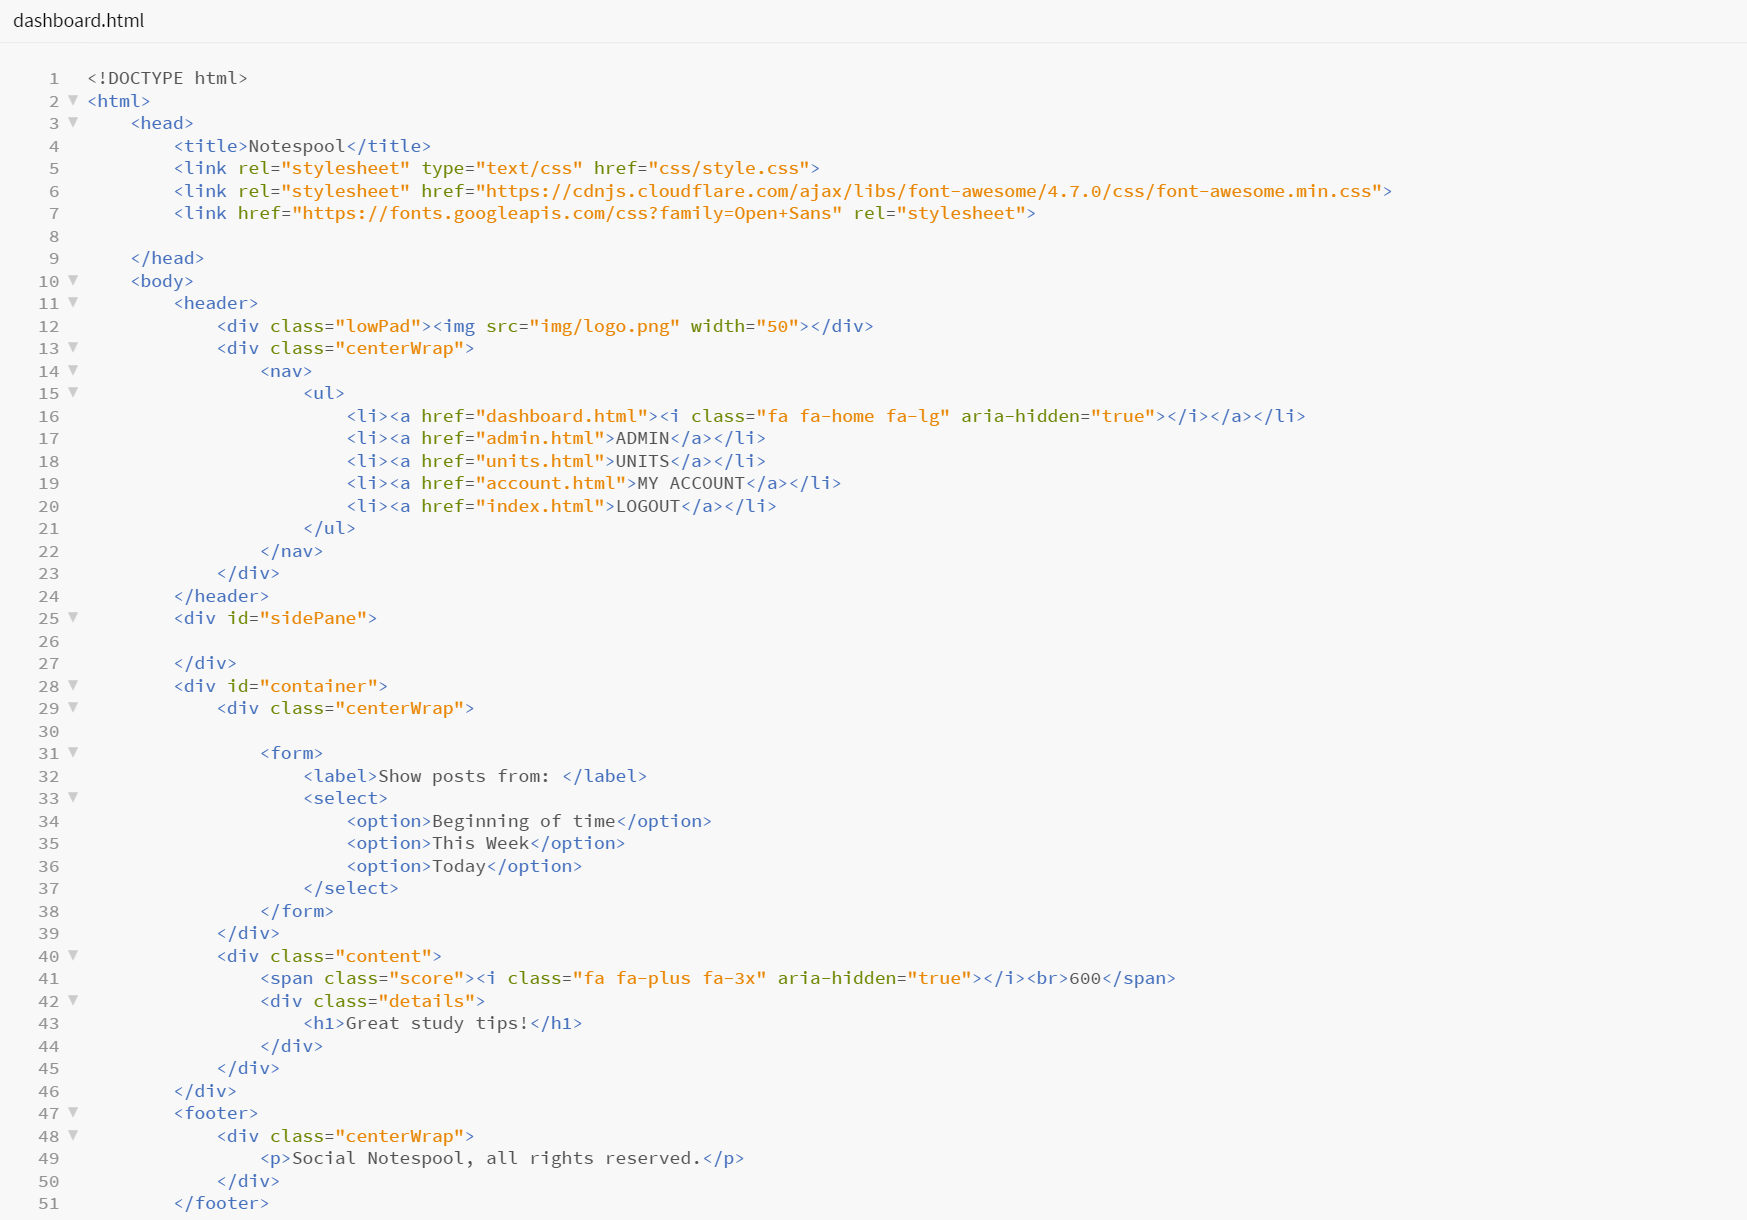 dashboard.html
1 <!DOCTYPE html>
2 <html>
3     <head>
4         <title>Notespool</title>
5         <link rel="stylesheet" type="text/css" href="css/style.css">
6         <link rel="stylesheet" href="https://cdnjs.cloudflare.com/ajax/libs/font-awesome/4.7.0/css/font-awesome.min.css">
7         <link href="https://fonts.googleapis.com/css?family=Open+Sans" rel="stylesheet">
8
9     </head>
10     <body>
11         <header>
12             <div class="lowPad"><img src="img/logo.png" width="50"></div>
13             <div class="centerWrap">
14                 <nav>
15                     <ul>
16                         <li><a href="dashboard.html"><i class="fa fa-home fa-lg" aria-hidden="true"></i></a></li>
17                         <li><a href="admin.html">ADMIN</a></li>
18                         <li><a href="units.html">UNITS</a></li>
19                         <li><a href="account.html">MY ACCOUNT</a></li>
20                         <li><a href="index.html">LOGOUT</a></li>
21                     </ul>
22                 </nav>
23             </div>
24         </header>
25         <div id="sidePane">
26
27         </div>
28         <div id="container">
29             <div class="centerWrap">
30
31                 <form>
32                     <label>Show posts from: </label>
33                     <select>
34                         <option>Beginning of time</option>
35                         <option>This Week</option>
36                         <option>Today</option>
37                     </select>
38                 </form>
39             </div>
40             <div class="content">
41                 <span class="score"><i class="fa fa-plus fa-3x" aria-hidden="true"></i><br>600</span>
42                 <div class="details">
43                     <h1>Great study tips!</h1>
44                 </div>
45             </div>
46         </div>
47         <footer>
48             <div class="centerWrap">
49                 <p>Social Notespool, all rights reserved.</p>
50             </div>
51         </footer>